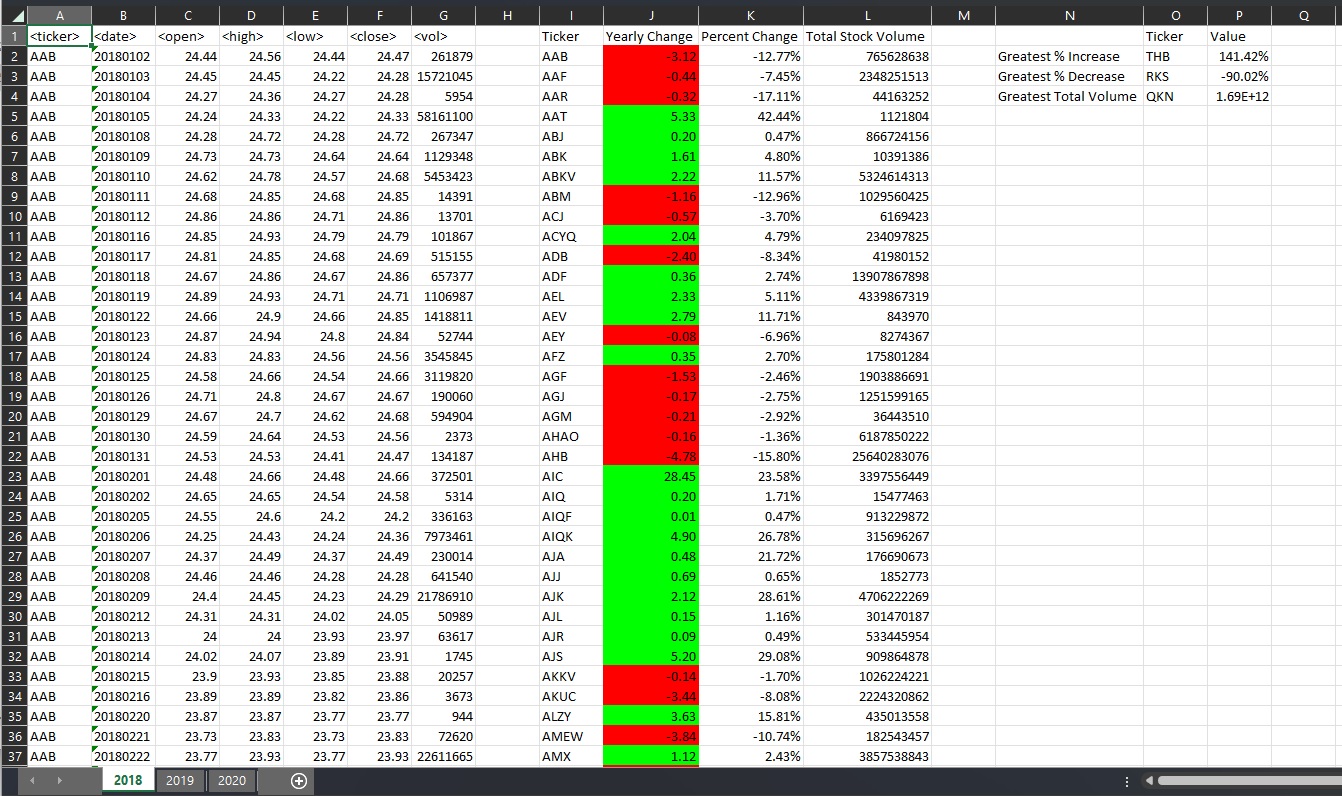 A B C D E F G H I J K L M N O P Q
1 <ticker> <date> <open> <high> <low> <close> <vol> Ticker Yearly Change Percent Change Total Stock Volume Ticker Value
2 AAB 20180102 24.44 24.56 24.44 24.47 261879 AAB -3.12 -12.77% 765628638 Greatest % Increase THB 141.42%
3 AAB 20180103 24.45 24.45 24.22 24.28 15721045 AAF -0.44 -7.45% 2348251513 Greatest % Decrease RKS -90.02%
4 AAB 20180104 24.27 24.36 24.27 24.28 5954 AAR -0.32 -17.11% 44163252 Greatest Total Volume QKN 1.69E+12
5 AAB 20180105 24.24 24.33 24.22 24.33 58161100 AAT 5.33 42.44% 1121804
6 AAB 20180108 24.28 24.72 24.28 24.72 267347 ABJ 0.20 0.47% 866724156
7 AAB 20180109 24.73 24.73 24.64 24.64 1129348 ABK 1.61 4.80% 10391386
8 AAB 20180110 24.62 24.78 24.57 24.68 5453423 ABKV 2.22 11.57% 5324614313
9 AAB 20180111 24.68 24.85 24.68 24.85 14391 ABM -1.16 -12.96% 1029560425
10 AAB 20180112 24.86 24.86 24.71 24.86 13701 ACJ -0.57 -3.70% 6169423
11 AAB 20180116 24.85 24.93 24.79 24.79 101867 ACYQ 2.04 4.79% 234097825
12 AAB 20180117 24.81 24.85 24.68 24.69 515155 ADB -2.40 -8.34% 41980152
13 AAB 20180118 24.67 24.86 24.67 24.86 657377 ADF 0.36 2.74% 13907867898
14 AAB 20180119 24.89 24.93 24.71 24.71 1106987 AEL 2.33 5.11% 4339867319
15 AAB 20180122 24.66 24.9 24.66 24.85 1418811 AEV 2.79 11.71% 843970
16 AAB 20180123 24.87 24.94 24.8 24.84 52744 AEY -0.08 -6.96% 8274367
17 AAB 20180124 24.83 24.83 24.56 24.56 3545845 AFZ 0.35 2.70% 175801284
18 AAB 20180125 24.58 24.66 24.54 24.66 3119820 AGF -1.53 -2.46% 1903886691
19 AAB 20180126 24.71 24.8 24.67 24.67 190060 AGJ -0.17 -2.75% 1251599165
20 AAB 20180129 24.67 24.7 24.62 24.68 594904 AGM -0.21 -2.92% 36443510
21 AAB 20180130 24.59 24.64 24.53 24.56 2373 AHAO -0.16 -1.36% 6187850222
22 AAB 20180131 24.53 24.53 24.41 24.47 134187 AHB -4.78 -15.80% 25640283076
23 AAB 20180201 24.48 24.66 24.48 24.66 372501 AIC 28.45 23.58% 3397556449
24 AAB 20180202 24.65 24.65 24.54 24.58 5314 AIQ 0.20 1.71% 15477463
25 AAB 20180205 24.55 24.6 24.2 24.2 336163 AIQF 0.01 0.47% 913229872
26 AAB 20180206 24.25 24.43 24.24 24.36 7973461 AIQK 4.90 26.78% 315696267
27 AAB 20180207 24.37 24.49 24.37 24.49 230014 AJA 0.48 21.72% 176690673
28 AAB 20180208 24.46 24.46 24.28 24.28 641540 AJJ 0.69 0.65% 1852773
29 AAB 20180209 24.4 24.45 24.23 24.29 21786910 AJK 2.12 28.61% 4706222269
30 AAB 20180212 24.31 24.31 24.02 24.05 50989 AJL 0.15 1.16% 301470187
31 AAB 20180213 24 24 23.93 23.97 63617 AJR 0.09 0.49% 533445954
32 AAB 20180214 24.02 24.07 23.89 23.91 1745 AJS 5.20 29.08% 909864878
33 AAB 20180215 23.9 23.93 23.85 23.88 20257 AKKV -0.14 -1.70% 1026224221
34 AAB 20180216 23.89 23.89 23.82 23.86 3673 AKUC -3.44 -8.08% 2224320862
35 AAB 20180220 23.87 23.87 23.77 23.77 944 ALZY 3.63 15.81% 435013558
36 AAB 20180221 23.73 23.83 23.73 23.83 72620 AMEW -3.84 -10.74% 182543457
37 AAB 20180222 23.77 23.93 23.77 23.93 22611665 AMX 1.12 2.43% 3857538843
2018 2019 2020